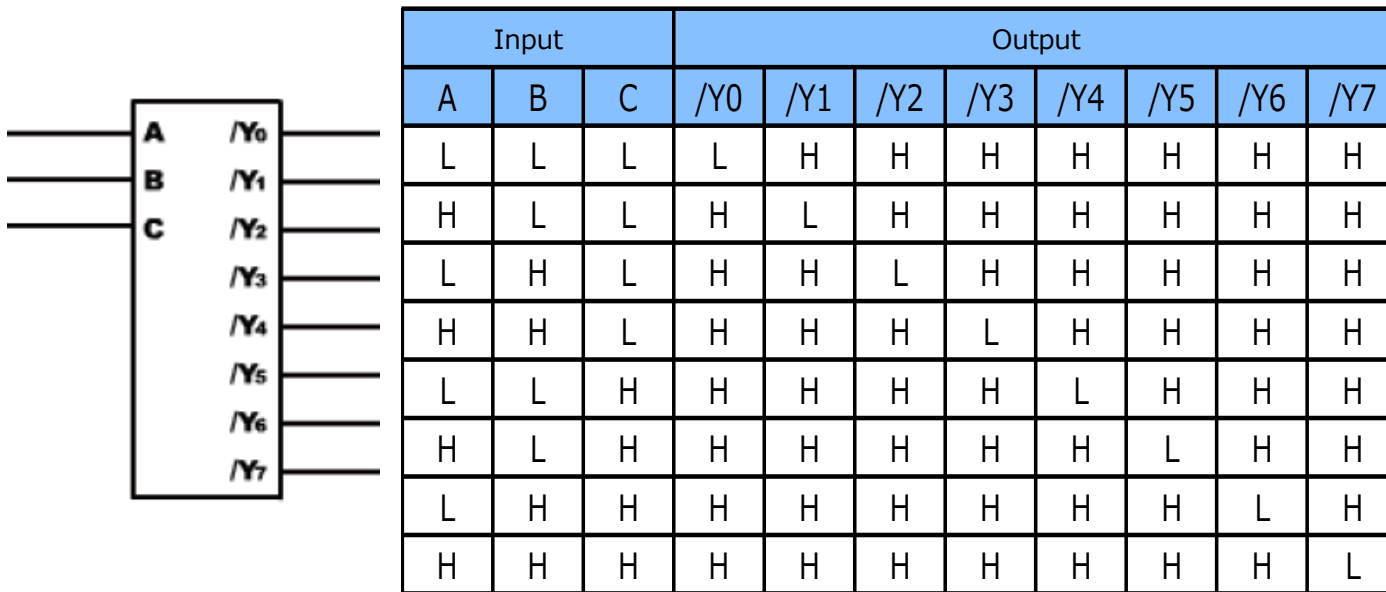 A /Y0
B /Y1
C /Y2
/Y3
/Y4
/Y5
/Y6
/Y7
Input Output
A B C /Y0 /Y1 /Y2 /Y3 /Y4 /Y5 /Y6 /Y7
L L L L H H H H H H H
H L L H L H H H H H H
L H L H H L H H H H H
H H L H H H L H H H H
L L H H H H H L H H H
H L H H H H H H L H H
L H H H H H H H H L H
H H H H H H H H H H L